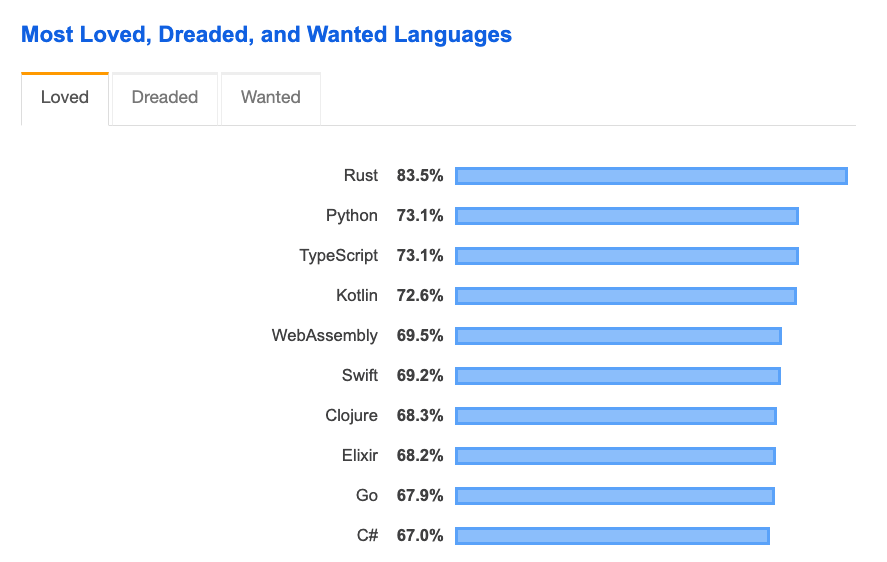 Most Loved, Dreaded, and Wanted Languages
Loved Dreaded Wanted
Rust 83.5%
Python 73.1%
TypeScript 73.1%
Kotlin 72.6%
WebAssembly 69.5%
Swift 69.2%
Clojure 68.3%
Elixir 68.2%
Go 67.9%
C# 67.0%